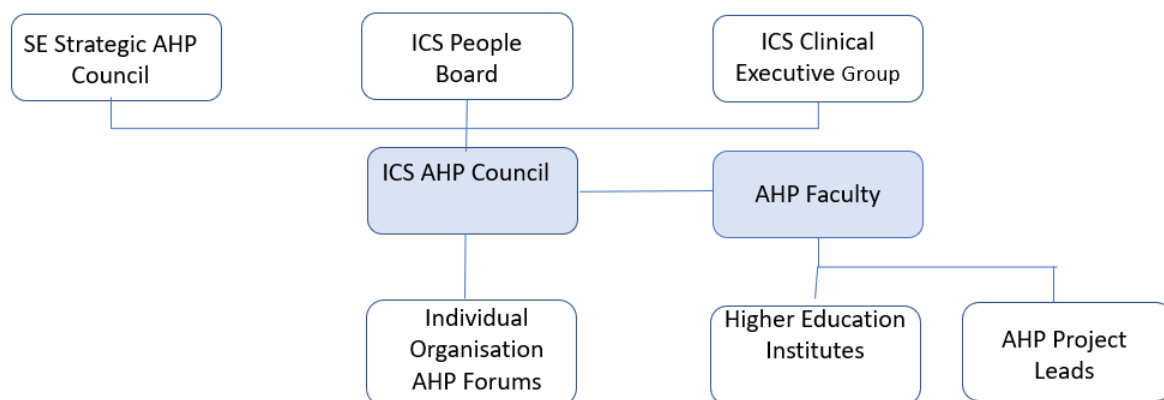 SE Strategic AHP
Council
ICS People
Board
ICS Clinical
Executive Group
ICS AHP Council
AHP Faculty
Individual
Organisation
AHP Forums
Higher Education
Institutes
AHP Project
Leads